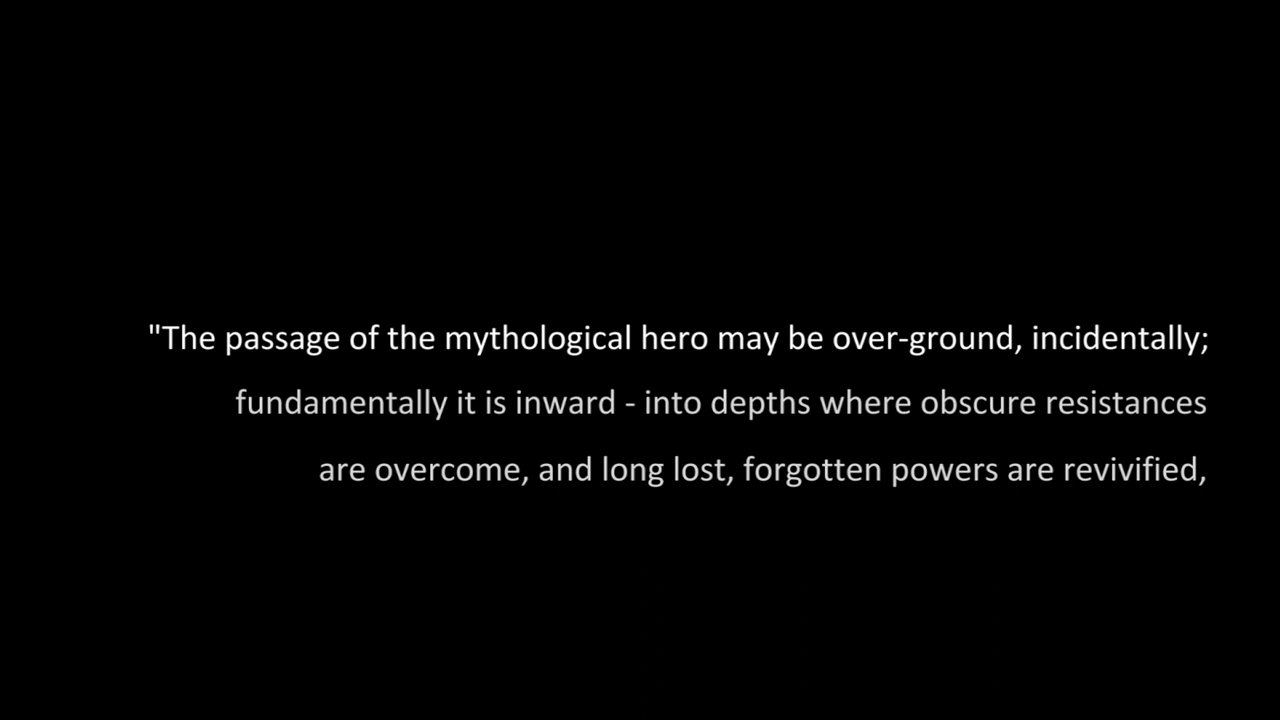 "The passage of the mythological hero may be over-ground, incidentally;
fundamentally it is inward - into depths where obscure resistances
are overcome, and long lost, forgotten powers are revivified,